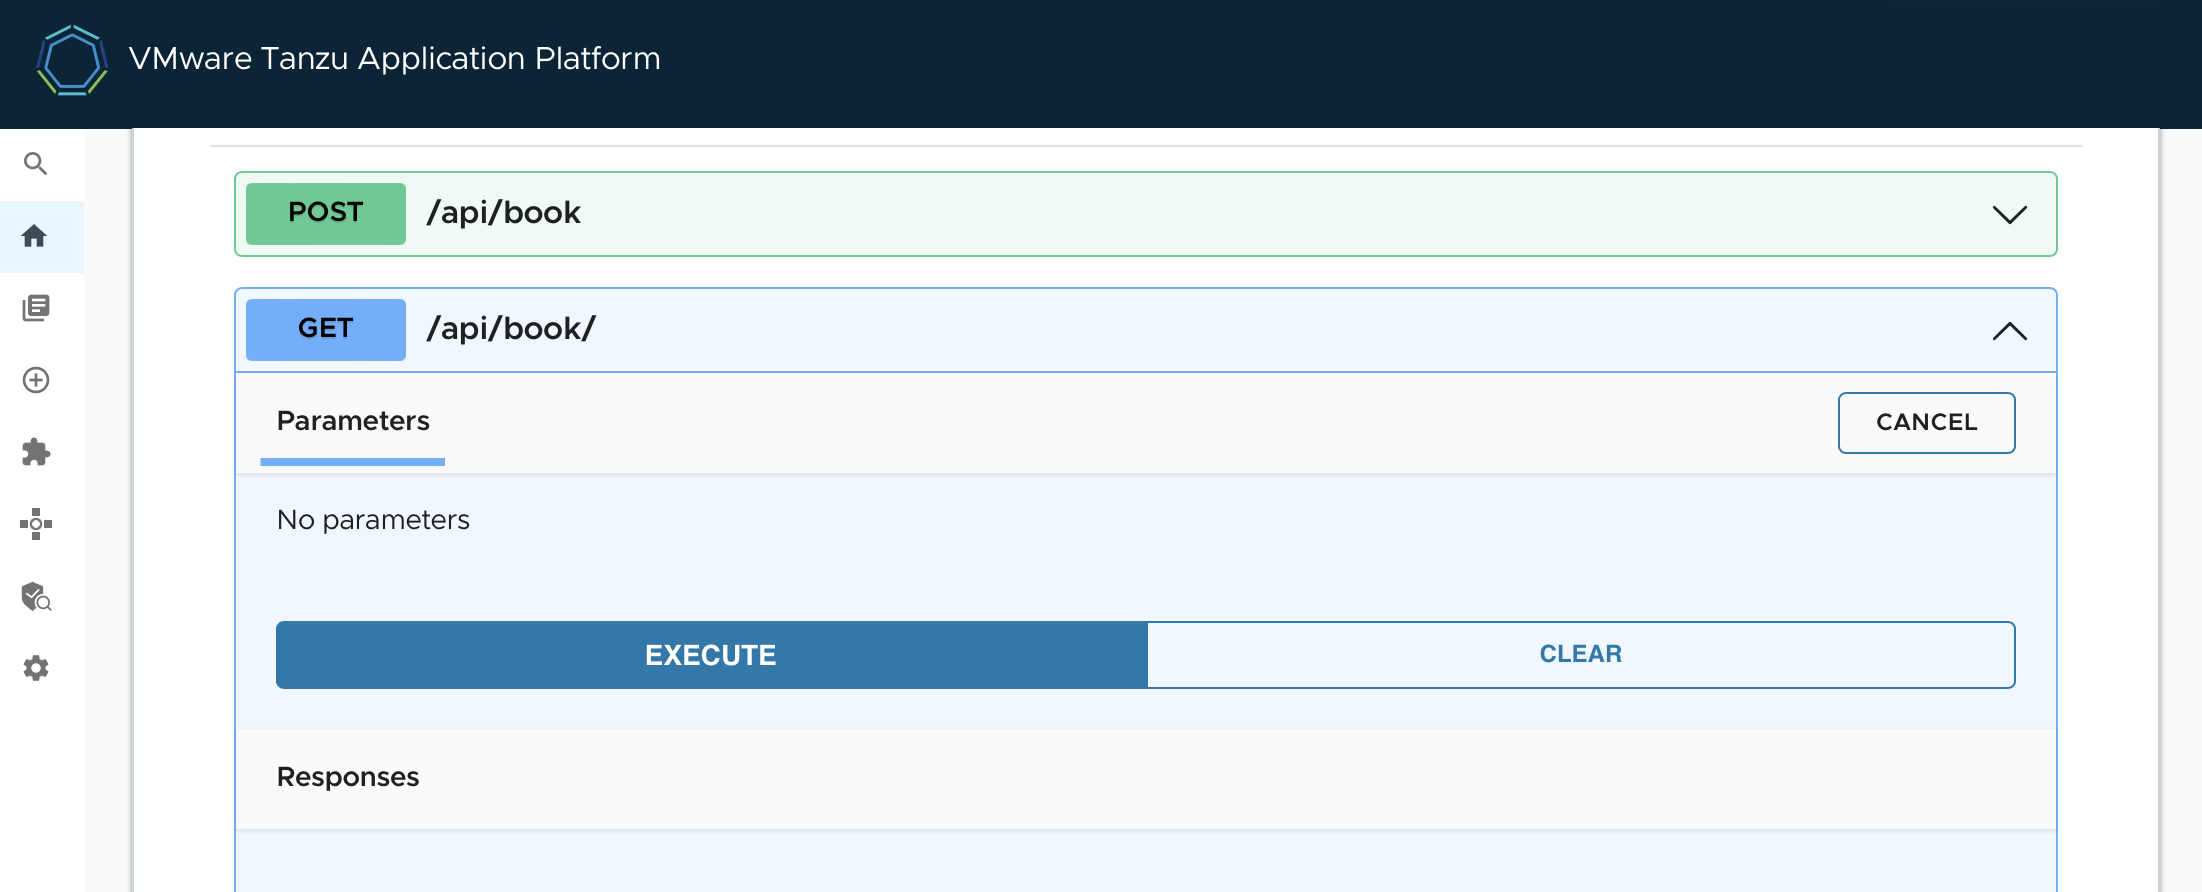 VMware Tanzu Application Platform
POST /api/book
GET /api/book/
Parameters CANCEL
No parameters
EXECUTE CLEAR
Responses